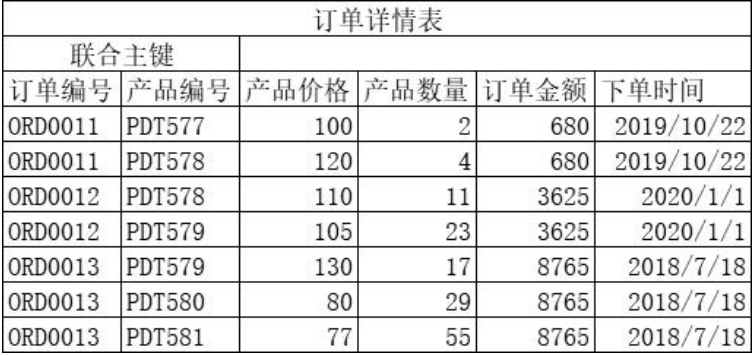 订单详情表
联合主键
订单编号 产品编号 产品价格 产品数量 订单金额 下单时间
ORD0011 PDT577 100 2 680 2019/10/22
ORD0011 PDT578 120 4 680 2019/10/22
ORD0012 PDT578 110 11 3625 2020/1/1
ORD0012 PDT579 105 23 3625 2020/1/1
ORD0013 PDT579 130 17 8765 2018/7/18
ORD0013 PDT580 80 29 8765 2018/7/18
ORD0013 PDT581 77 55 8765 2018/7/18